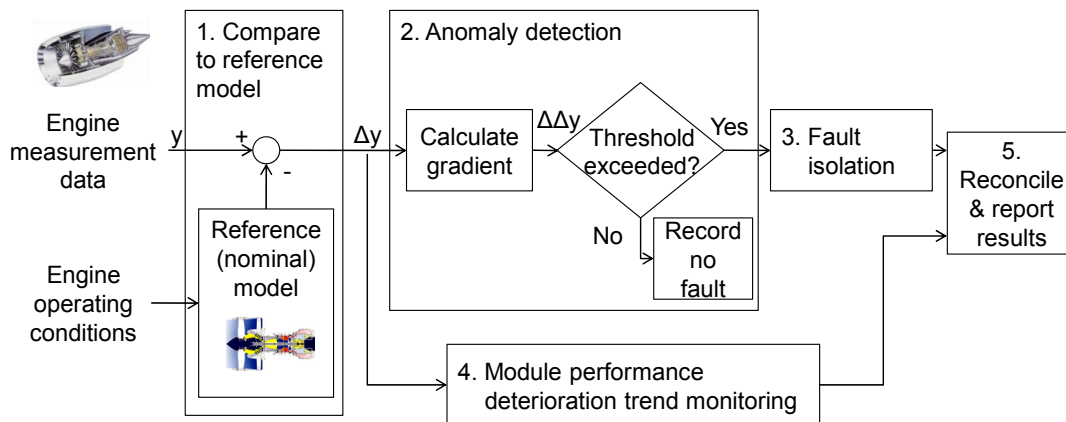 1. Compare
to reference
model
2. Anomaly detection
Engine
measurement
data
y
+
-
Δy
Calculate
gradient
ΔΔy
Threshold
exceeded?
Yes
No
Record
no
fault
3. Fault
isolation
5.
Reconcile
& report
results
Reference
(nominal)
model
Engine
operating
conditions
4. Module performance
deterioration trend monitoring